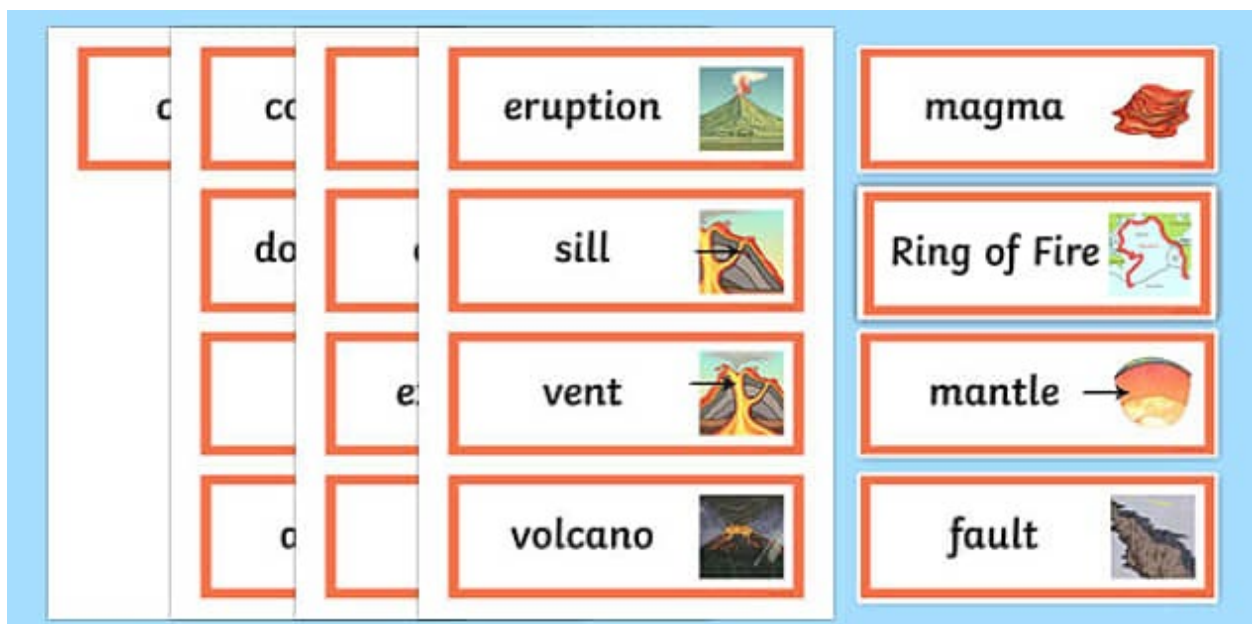 eruption
sill
vent
volcano
magma
Ring of Fire
mantle
fault